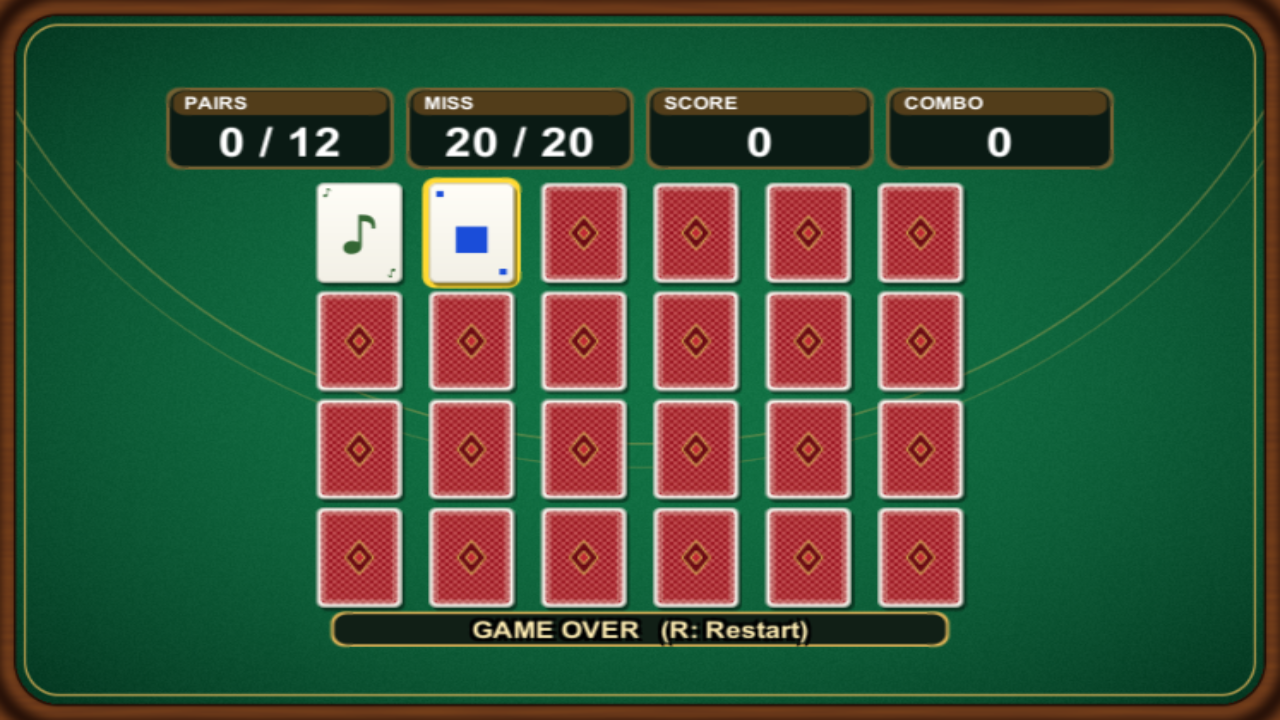 PAIRS
0 / 12
MISS
20 / 20
SCORE
0
COMBO
0
GAME OVER (R: Restart)